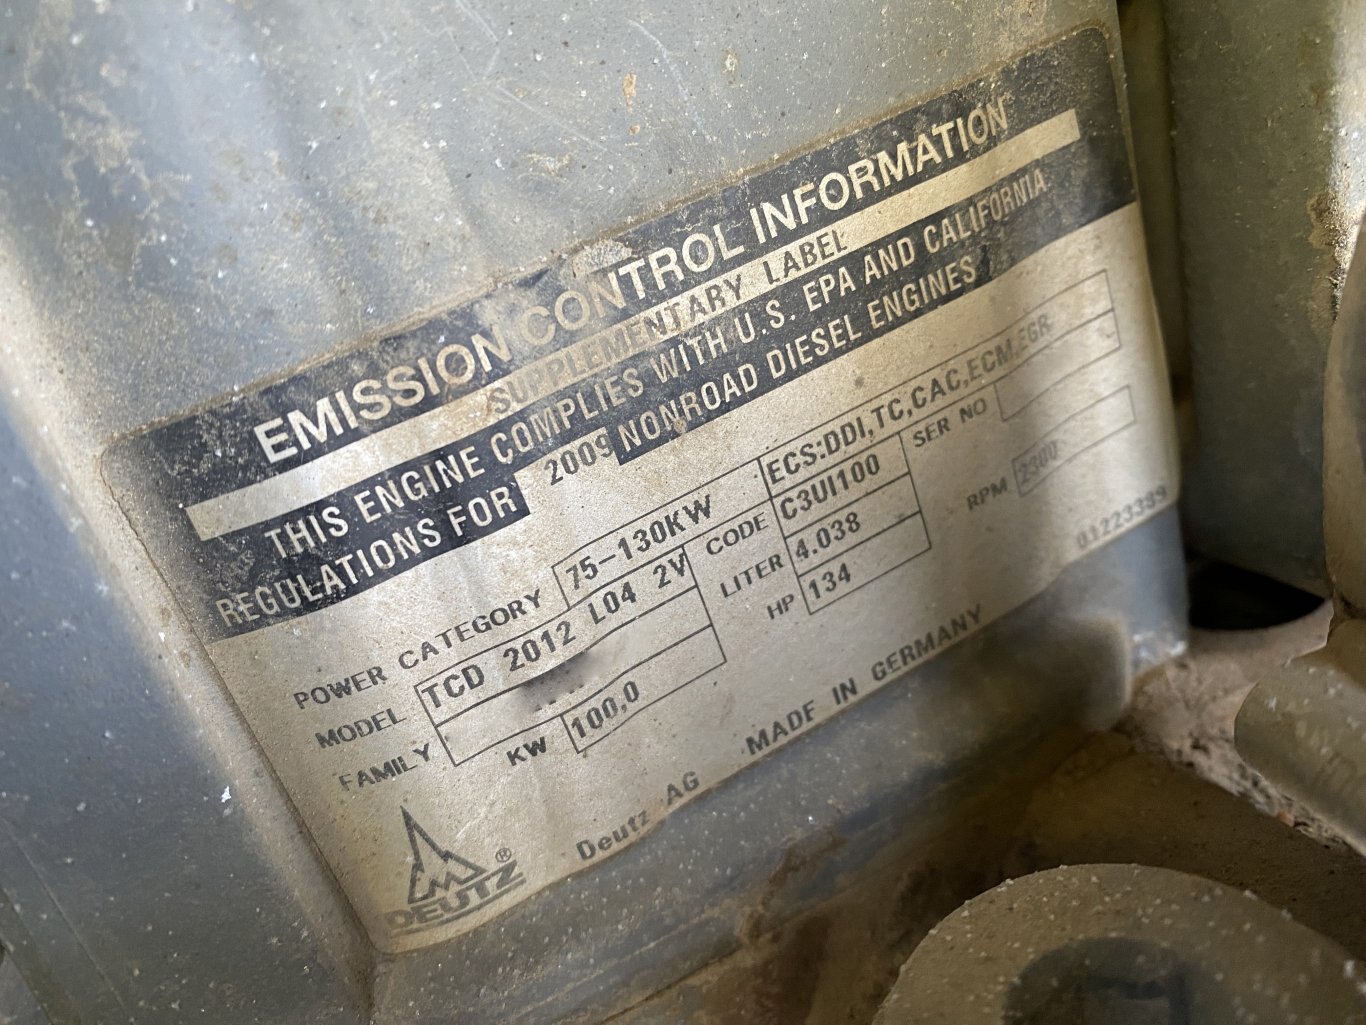 EMISSION CONTROL INFORMATION
SUPPLEMENTARY LABEL
THIS ENGINE COMPLIES WITH U.S. EPA AND CALIFORNIA
REGULATIONS FOR 2009 NONROAD DIESEL ENGINES
POWER CATEGORY 75-130KW ECS:DDI,TC,CAC,ECM,EGR
MODEL TCD 2012 L04 2V CODE C3UI100 SER NO
FAMILY LITER 4.038
KW 100,0 HP 134 RPM 2300
DEUTZ ® Deutz AG MADE IN GERMANY 01223389